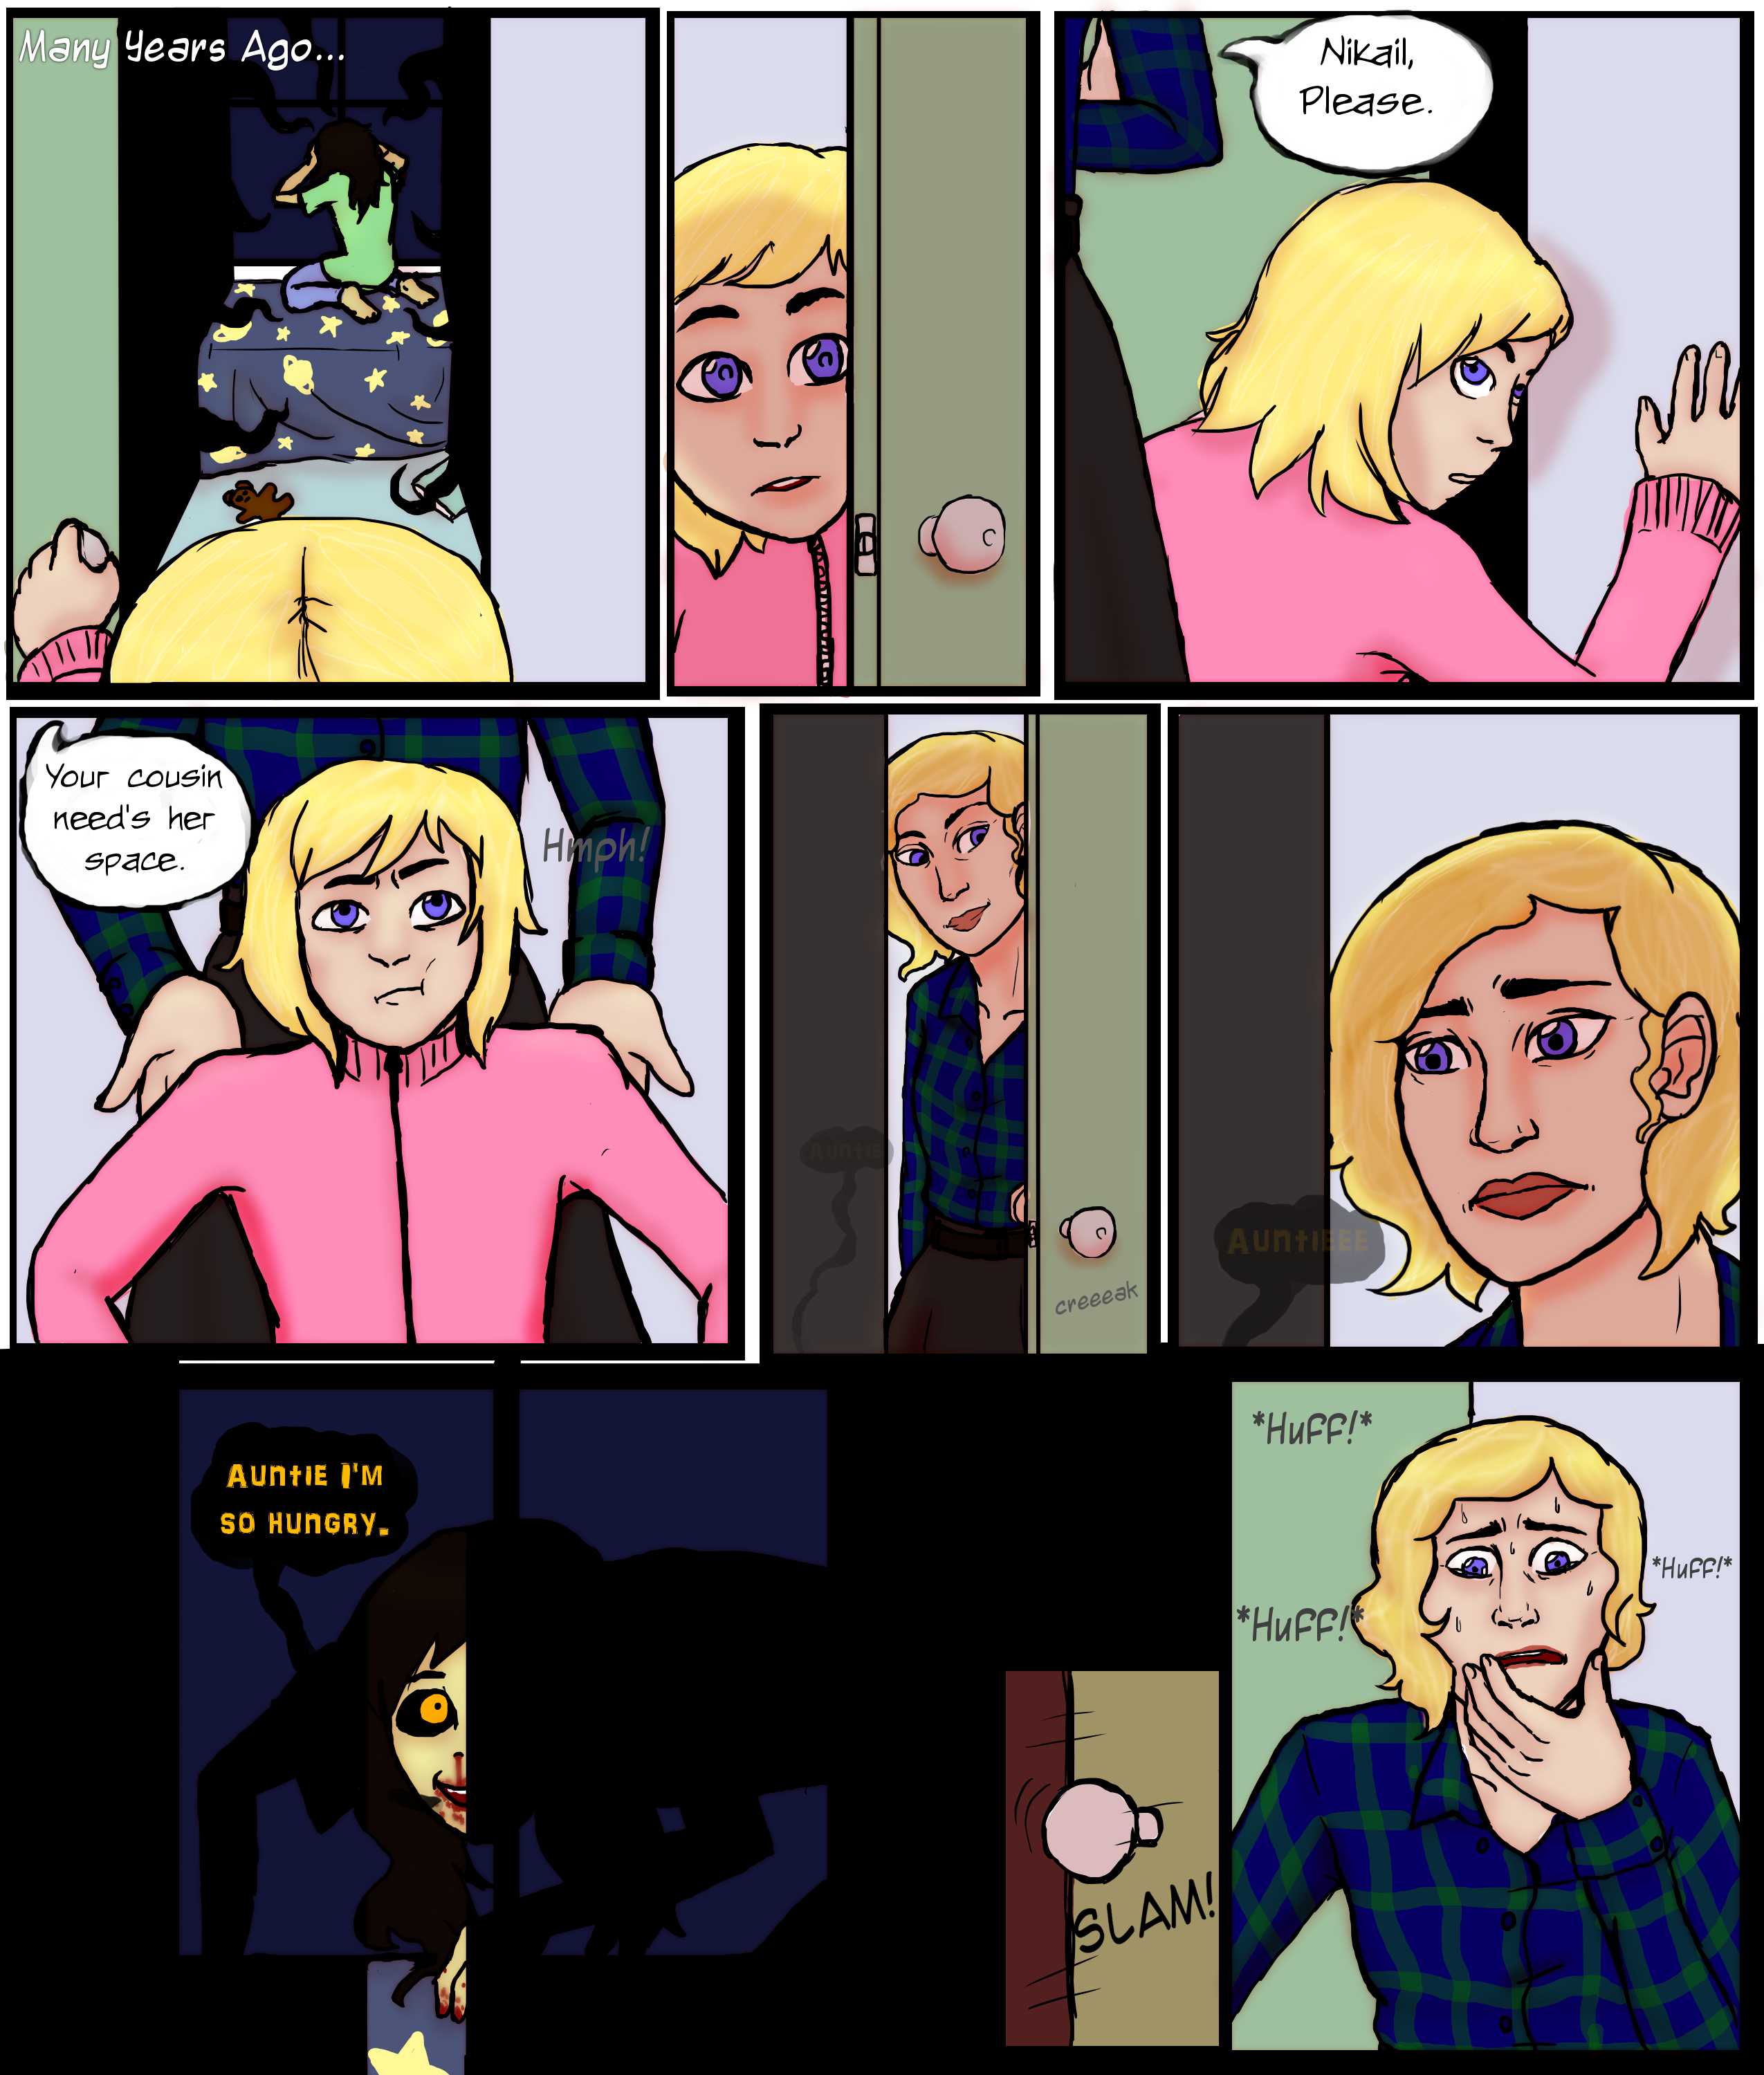 Many Years Ago...
Nikail,
Please.
Your cousin
need's her
space.
Hmph!
Auntie
creeeak
Auntieee
Auntie I'm
so hungry.
SLAM!
*Huff!*
*Huff!*
*Huff!*